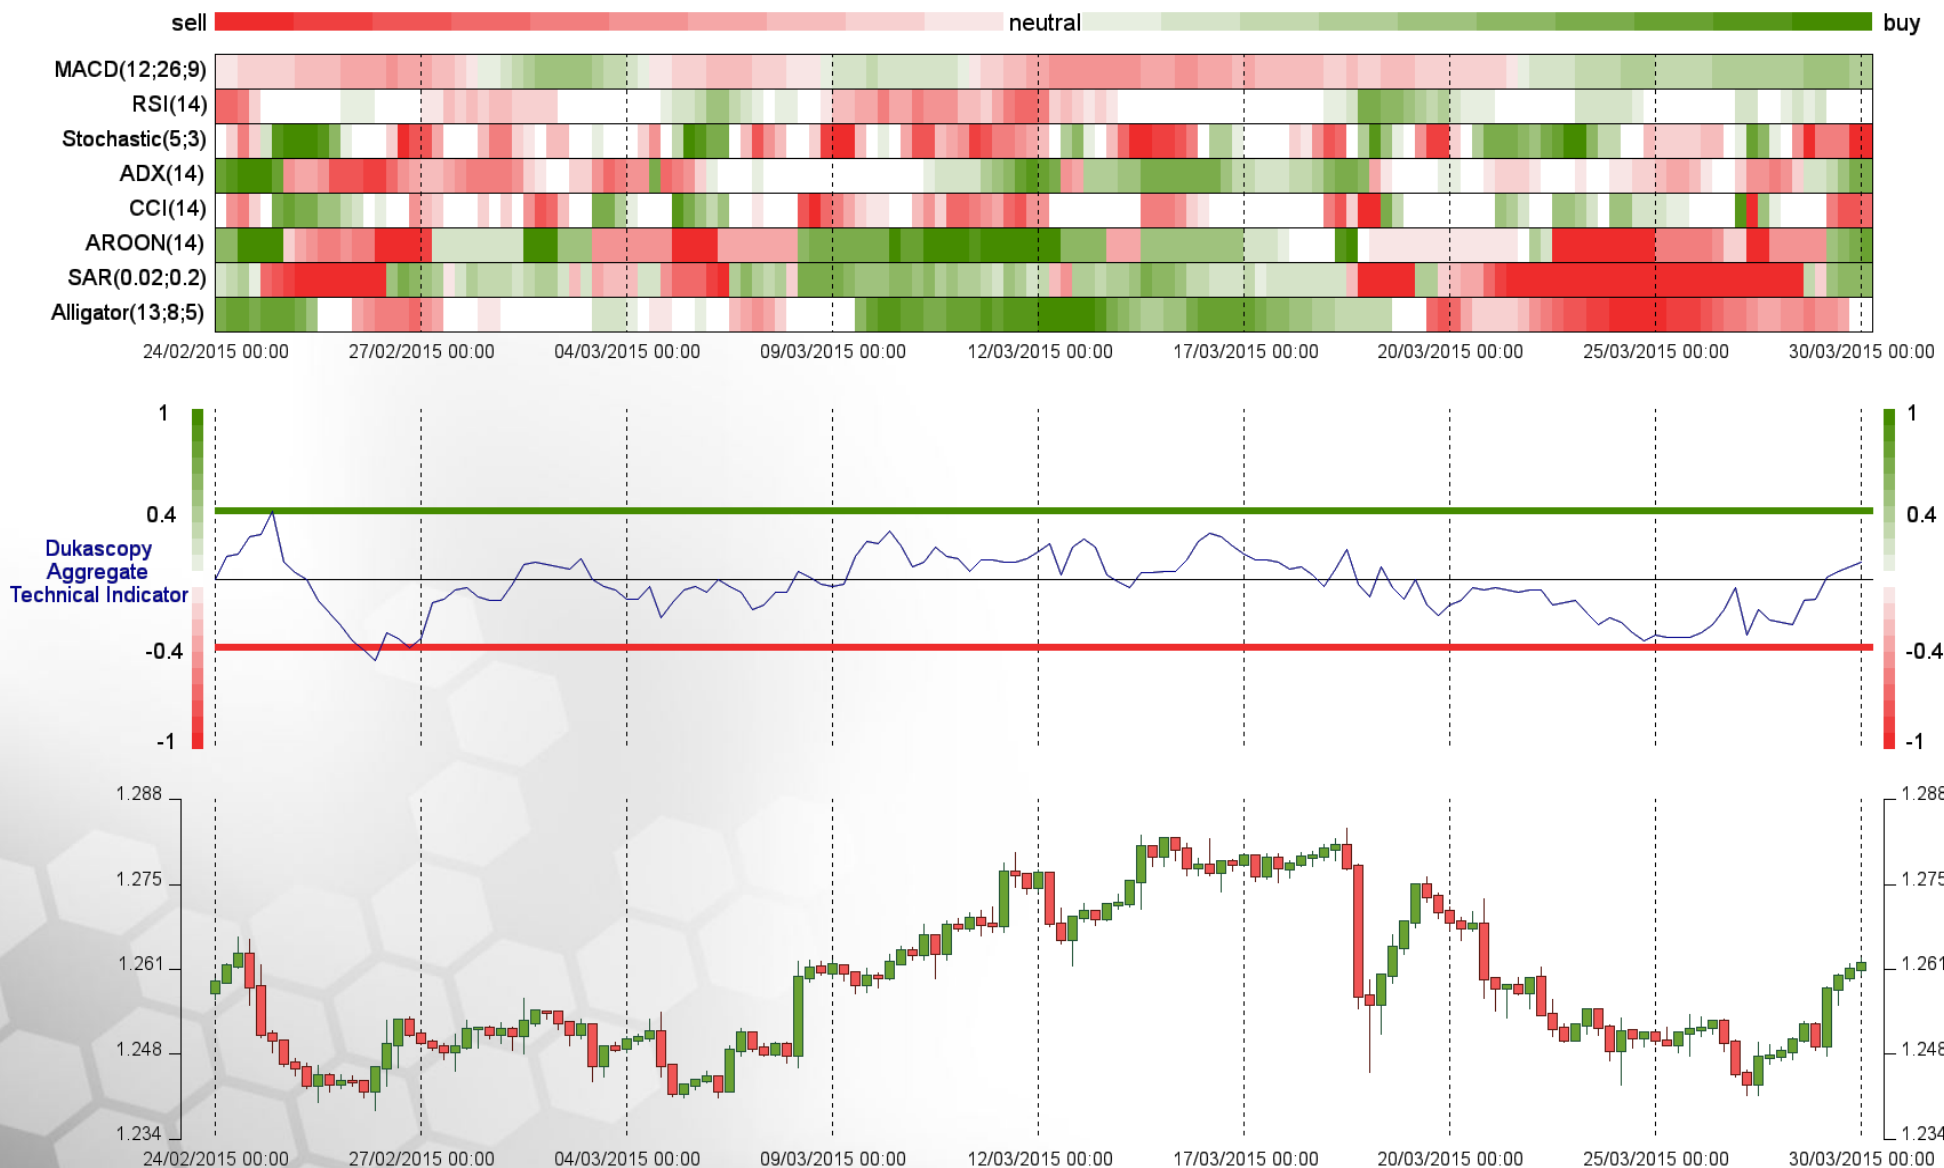 sell neutral buy
MACD(12;26;9)
RSI(14)
Stochastic(5;3)
ADX(14)
CCI(14)
AROON(14)
SAR(0.02;0.2)
Alligator(13;8;5)
24/02/2015 00:00 27/02/2015 00:00 04/03/2015 00:00 09/03/2015 00:00 12/03/2015 00:00 17/03/2015 00:00 20/03/2015 00:00 25/03/2015 00:00 30/03/2015 00:00
1 1
0.4 0.4
Dukascopy
Aggregate
Technical Indicator
-0.4 -0.4
-1 -1
1.288 1.288
1.275 1.275
1.261 1.261
1.248 1.248
1.234 1.234
24/02/2015 00:00 27/02/2015 00:00 04/03/2015 00:00 09/03/2015 00:00 12/03/2015 00:00 17/03/2015 00:00 20/03/2015 00:00 25/03/2015 00:00 30/03/2015 00:00